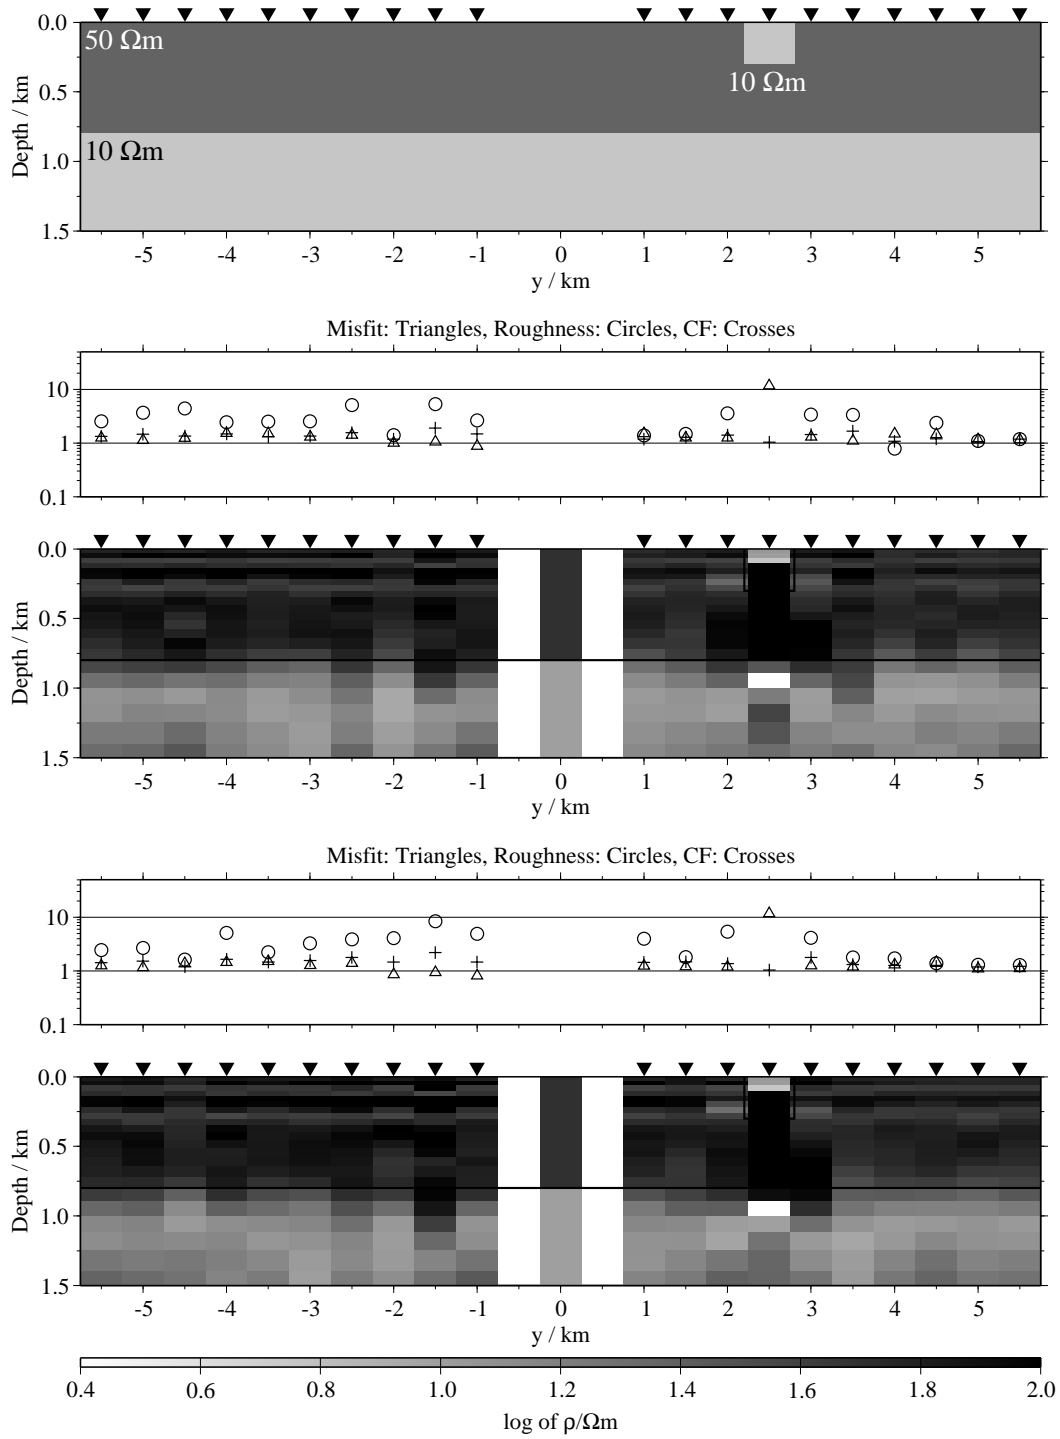 0.0
50 Ωm
10 Ωm
0.5
Depth / km
10 Ωm
1.0
1.5
-5 -4 -3 -2 -1 0 1 2 3 4 5
y / km
Misfit: Triangles, Roughness: Circles, CF: Crosses
10
1
0.1
0.0
0.5
Depth / km
1.0
1.5
-5 -4 -3 -2 -1 0 1 2 3 4 5
y / km
Misfit: Triangles, Roughness: Circles, CF: Crosses
10
1
0.1
0.0
0.5
Depth / km
1.0
1.5
-5 -4 -3 -2 -1 0 1 2 3 4 5
y / km
0.4 0.6 0.8 1.0 1.2 1.4 1.6 1.8 2.0
log of ρ/Ωm